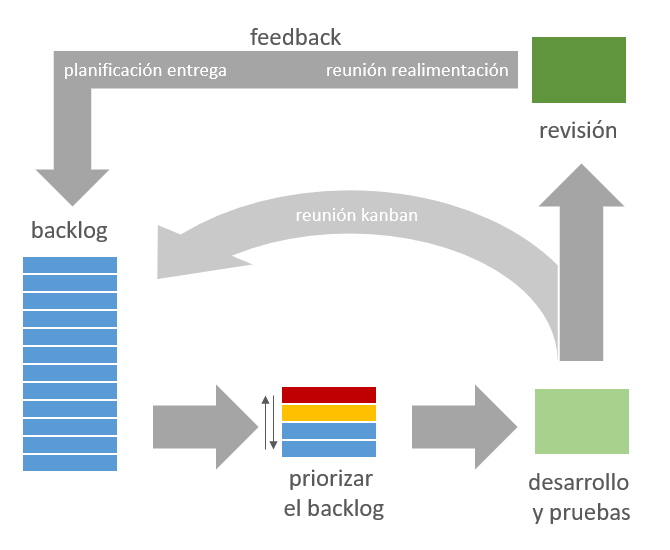 feedback
planificación entrega
reunión realimentación
revisión
backlog
reunión kanban
priorizar
el backlog
desarrollo
y pruebas